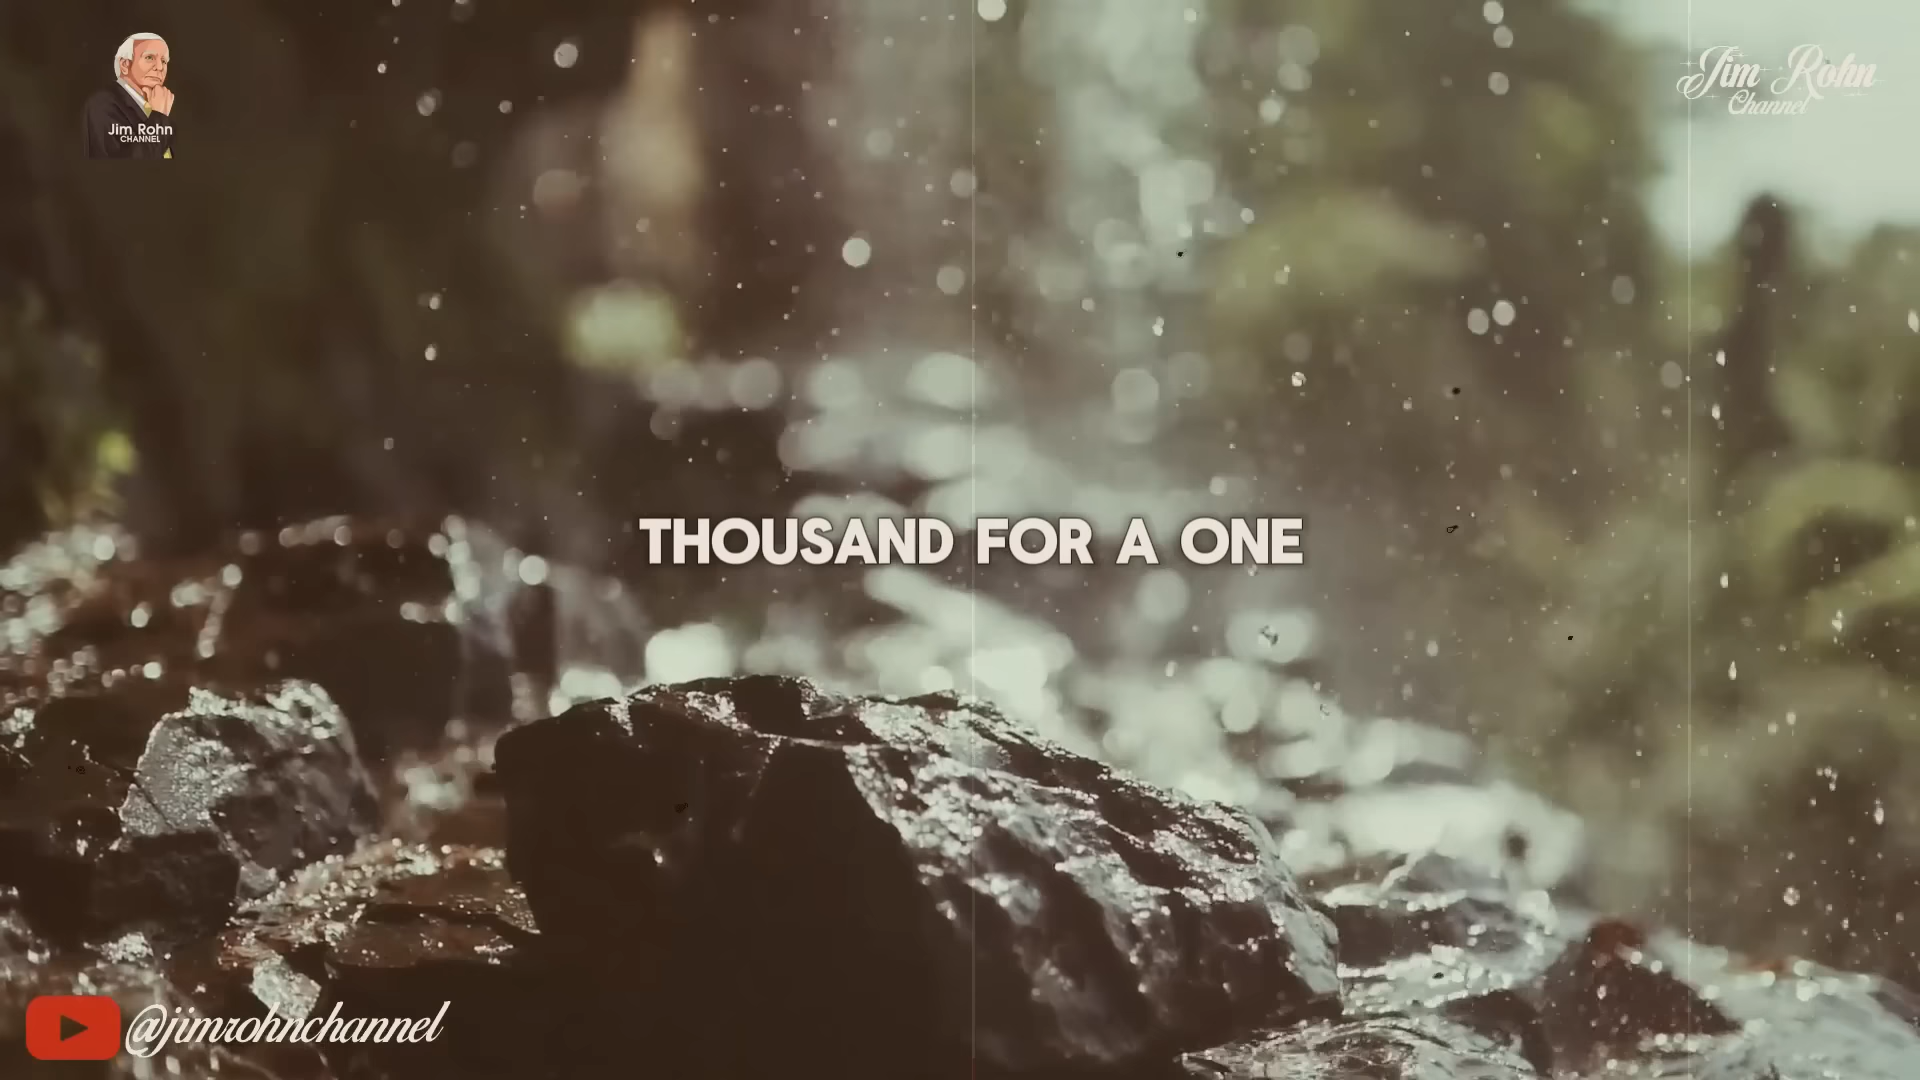 Jim Rohn
CHANNEL
Jim Rohn
Channel
THOUSAND FOR A ONE
@jimrohnchannel